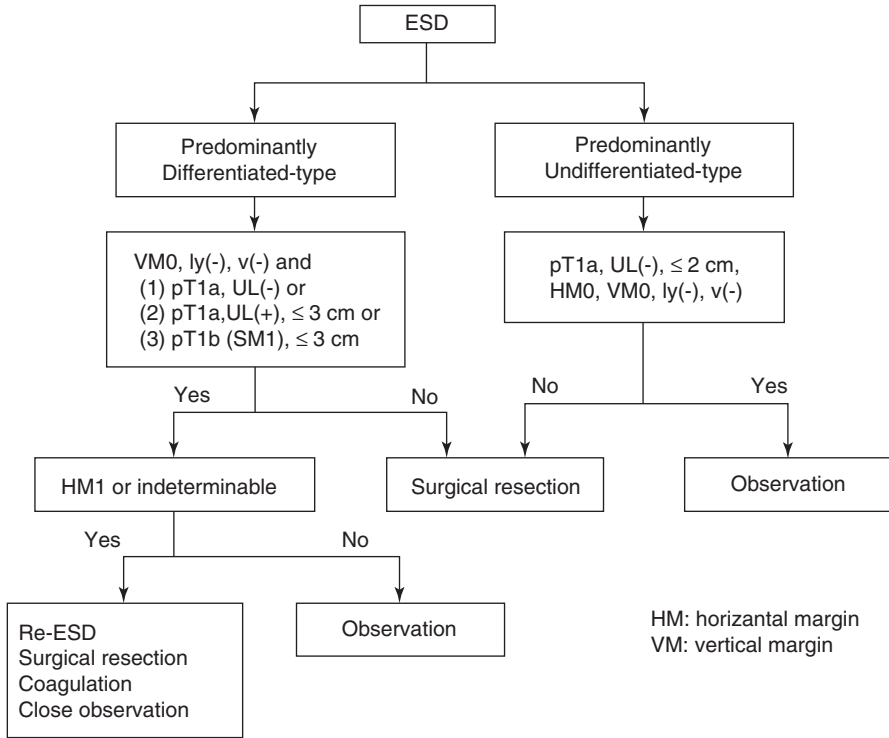 ESD
Predominantly
Differentiated-type
Predominantly
Undifferentiated-type
VM0, ly(-), v(-) and
(1) pT1a, UL(-) or
(2) pT1a,UL(+), ≤ 3 cm or
(3) pT1b (SM1), ≤ 3 cm
pT1a, UL(-), ≤ 2 cm,
HM0, VM0, ly(-), v(-)
Yes
No
No
Yes
HM1 or indeterminable
Surgical resection
Observation
Yes
No
Re-ESD
Surgical resection
Coagulation
Close observation
Observation
HM: horizantal margin
VM: vertical margin